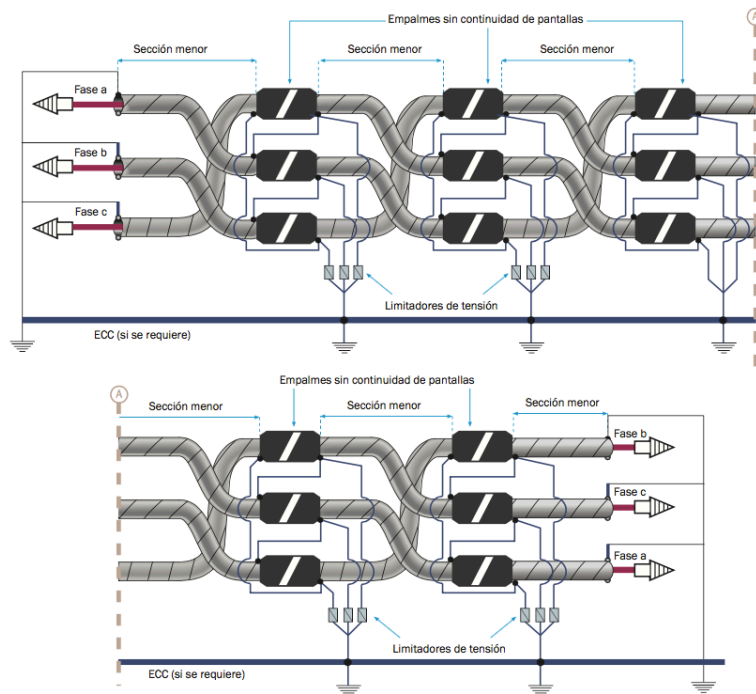 Empalmes sin continuidad de pantallas
A
Sección menor
Sección menor
Sección menor
Fase a
Fase b
Fase c
Limitadores de tensión
ECC (si se requiere)
Empalmes sin continuidad de pantallas
A
Sección menor
Sección menor
Sección menor
Fase b
Fase c
Fase a
Limitadores de tensión
ECC (si se requiere)